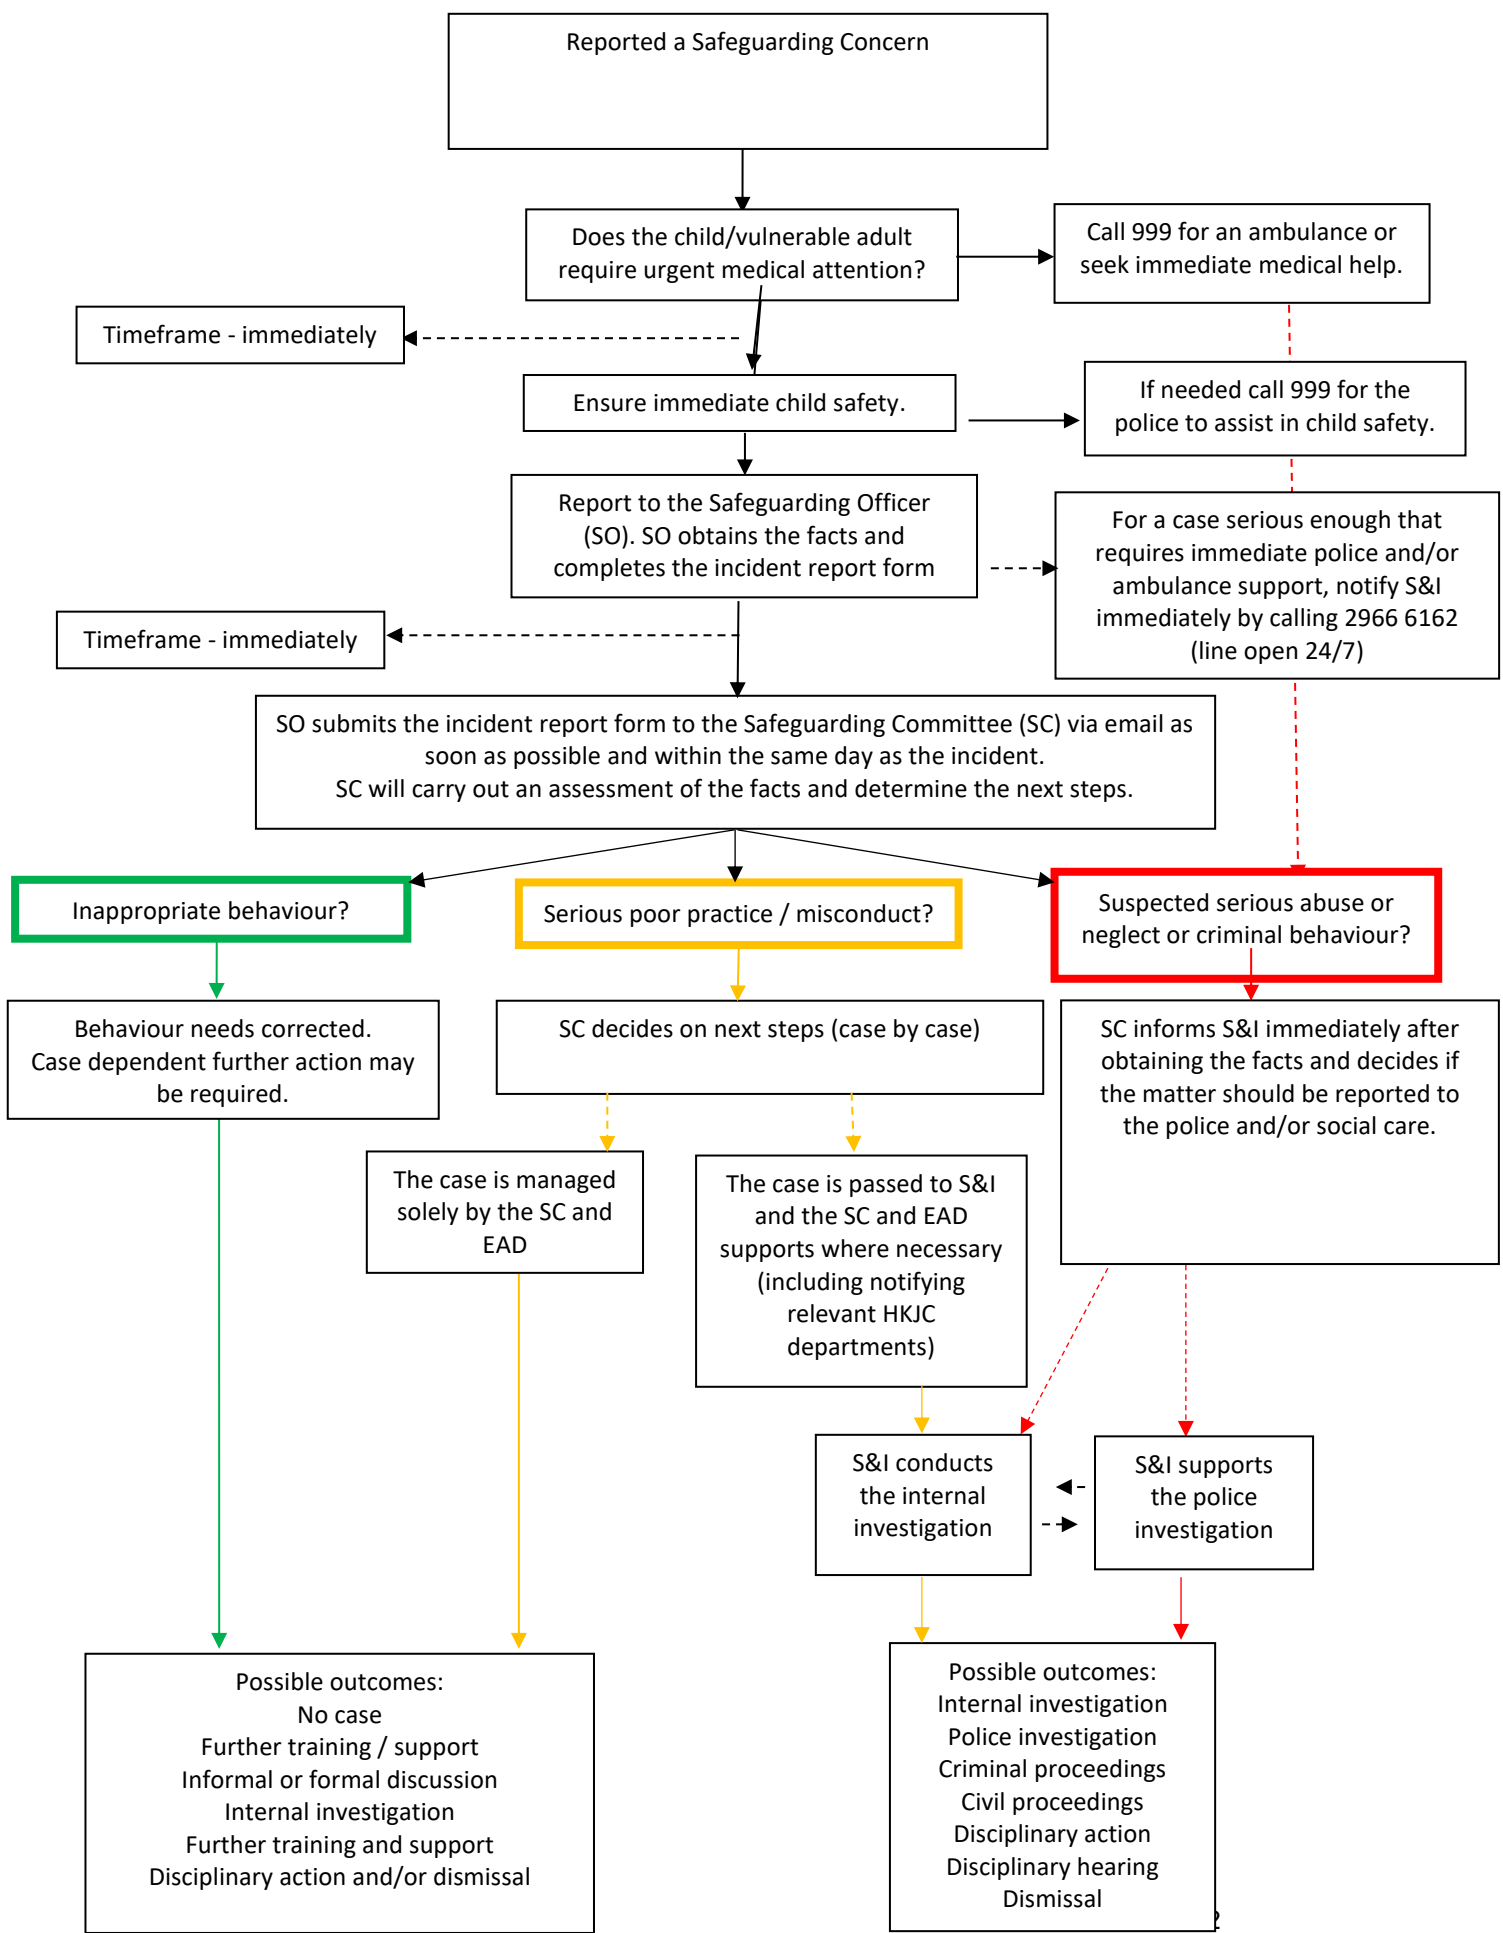 Reported a Safeguarding Concern
Does the child/vulnerable adult
require urgent medical attention?
Call 999 for an ambulance or
seek immediate medical help.
Timeframe - immediately
Ensure immediate child safety.
If needed call 999 for the
police to assist in child safety.
Report to the Safeguarding Officer
(SO). SO obtains the facts and
completes the incident report form
For a case serious enough that
requires immediate police and/or
ambulance support, notify S&I
immediately by calling 2966 6162
(line open 24/7)
Timeframe - immediately
SO submits the incident report form to the Safeguarding Committee (SC) via email as
soon as possible and within the same day as the incident.
SC will carry out an assessment of the facts and determine the next steps.
Inappropriate behaviour?
Serious poor practice / misconduct?
Suspected serious abuse or
neglect or criminal behaviour?
Behaviour needs corrected.
Case dependent further action may
be required.
SC decides on next steps (case by case)
SC informs S&I immediately after
obtaining the facts and decides if
the matter should be reported to
the police and/or social care.
The case is managed
solely by the SC and
EAD
The case is passed to S&I
and the SC and EAD
supports where necessary
(including notifying
relevant HKJC
departments)
S&I conducts
the internal
investigation
S&I supports
the police
investigation
Possible outcomes:
No case
Further training / support
Informal or formal discussion
Internal investigation
Further training and support
Disciplinary action and/or dismissal
Possible outcomes:
Internal investigation
Police investigation
Criminal proceedings
Civil proceedings
Disciplinary action
Disciplinary hearing
Dismissal